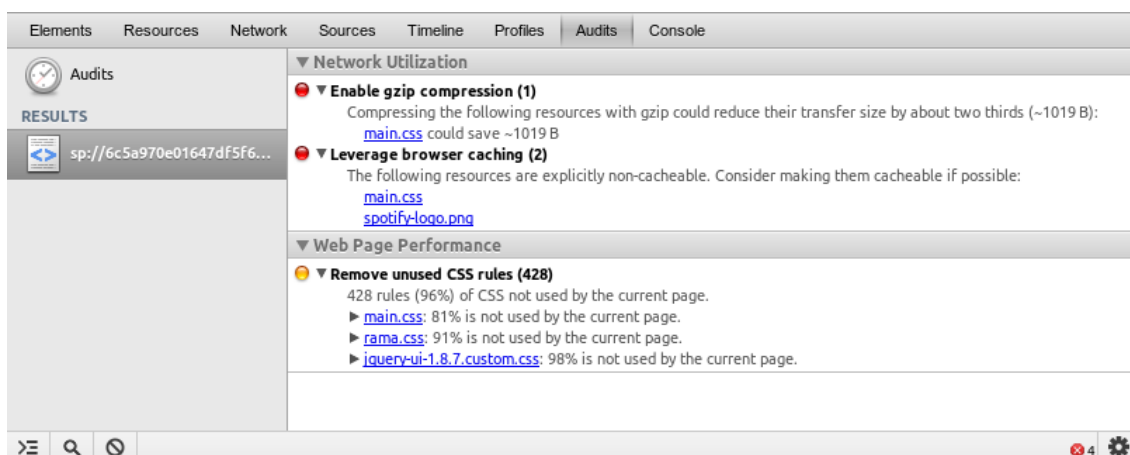 Elements Resources Network Sources Timeline Profiles Audits Console
Audits
RESULTS
sp://6c5a970e01647df5f6...
Network Utilization
Enable gzip compression (1)
Compressing the following resources with gzip could reduce their transfer size by about two thirds (~1019 B):
main.css could save ~1019 B
Leverage browser caching (2)
The following resources are explicitly non-cacheable. Consider making them cacheable if possible:
main.css
spotify-logo.png
Web Page Performance
Remove unused CSS rules (428)
428 rules (96%) of CSS not used by the current page.
main.css: 81% is not used by the current page.
rama.css: 91% is not used by the current page.
jquery-ui-1.8.7.custom.css: 98% is not used by the current page.
4